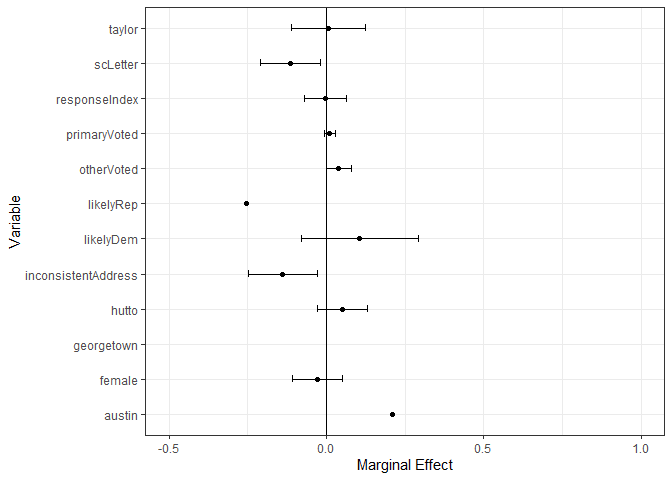 taylor
scLetter
responseIndex
primaryVoted
otherVoted
likelyRep
likelyDem
inconsistentAddress
hutto
georgetown
female
austin
Variable
-0.5 0.0 0.5 1.0
Marginal Effect